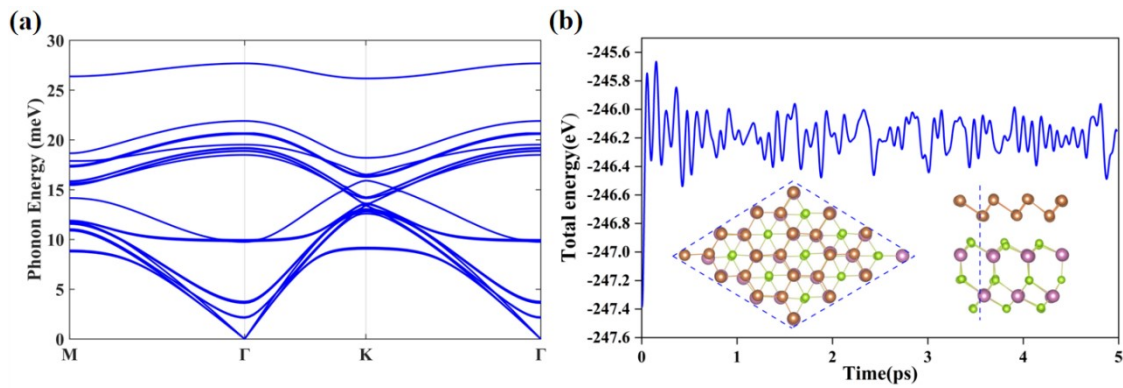 (a)
30
25
20
15
10
5
0
Phonon Energy (meV)
M Γ K Γ
(b)
-245.6
-245.8
-246.0
-246.2
-246.4
-246.6
-246.8
-247.0
-247.2
-247.4
-247.6
Total energy(eV)
0 1 2 3 4 5
Time(ps)